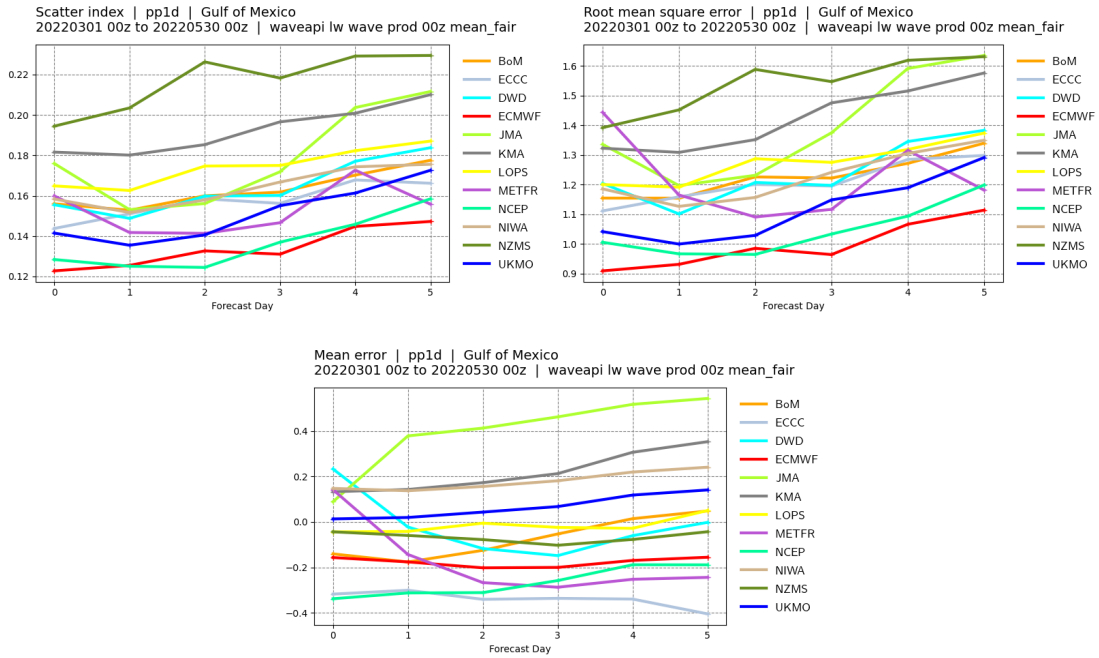 Scatter index | pp1d | Gulf of Mexico
20220301 00z to 20220530 00z | waveapi lw wave prod 00z mean_fair
0.22
0.20
0.18
0.16
0.14
0.12
0 1 2 3 4 5
Forecast Day
BoM
ECCC
DWD
ECMWF
JMA
KMA
LOPS
METFR
NCEP
NIWA
NZMS
UKMO
Root mean square error | pp1d | Gulf of Mexico
20220301 00z to 20220530 00z | waveapi lw wave prod 00z mean_fair
1.6
1.5
1.4
1.3
1.2
1.1
1.0
0.9
0 1 2 3 4 5
Forecast Day
BoM
ECCC
DWD
ECMWF
JMA
KMA
LOPS
METFR
NCEP
NIWA
NZMS
UKMO
Mean error | pp1d | Gulf of Mexico
20220301 00z to 20220530 00z | waveapi lw wave prod 00z mean_fair
0.4
0.2
0.0
−0.2
−0.4
0 1 2 3 4 5
Forecast Day
BoM
ECCC
DWD
ECMWF
JMA
KMA
LOPS
METFR
NCEP
NIWA
NZMS
UKMO